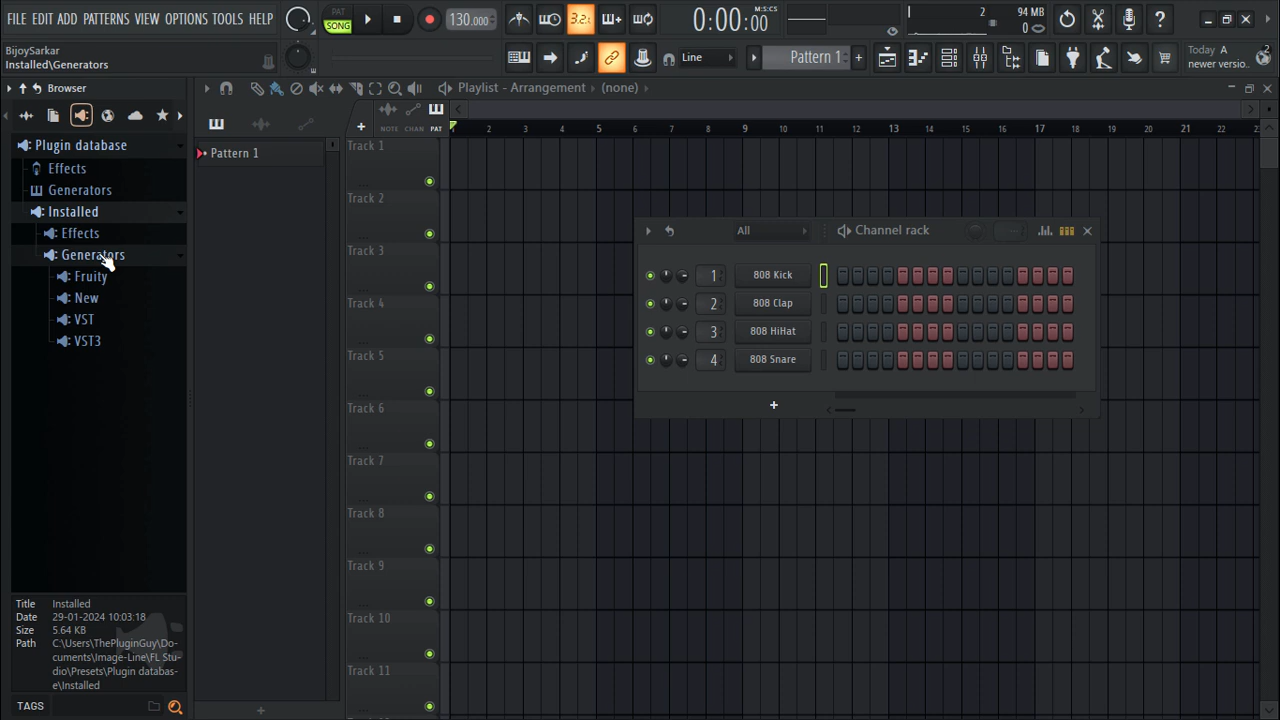 FILE EDIT ADD PATTERNS VIEW OPTIONS TOOLS HELP
PAT
SONG
130.000
3.2.
0:00:00
M:S:CS
2
94 MB
0
BijoySarkar
Installed\Generators
Line
Pattern 1
+
Today A
newer versio..
2
Browser
Playlist - Arrangement
(none)
Plugin database
Effects
Generators
Installed
Effects
Generators
Fruity
New
VST
VST3
Pattern 1
NOTE CHAN PAT
1 2 3 4 5 6 7 8 9 10 11 12 13 14 15 16 17 18 19 20 21 22
Track 1
Track 2
Track 3
Track 4
Track 5
Track 6
Track 7
Track 8
Track 9
Track 10
Track 11
All
Channel rack
1 808 Kick
2 808 Clap
3 808 HiHat
4 808 Snare
+
Title Installed
Date 29-01-2024 10:03:18
Size 5.64 KB
Path C:\Users\ThePluginGuy\Do-
cuments\Image-Line\FL Stu-
dio\Presets\Plugin databas-
e\Installed
TAGS